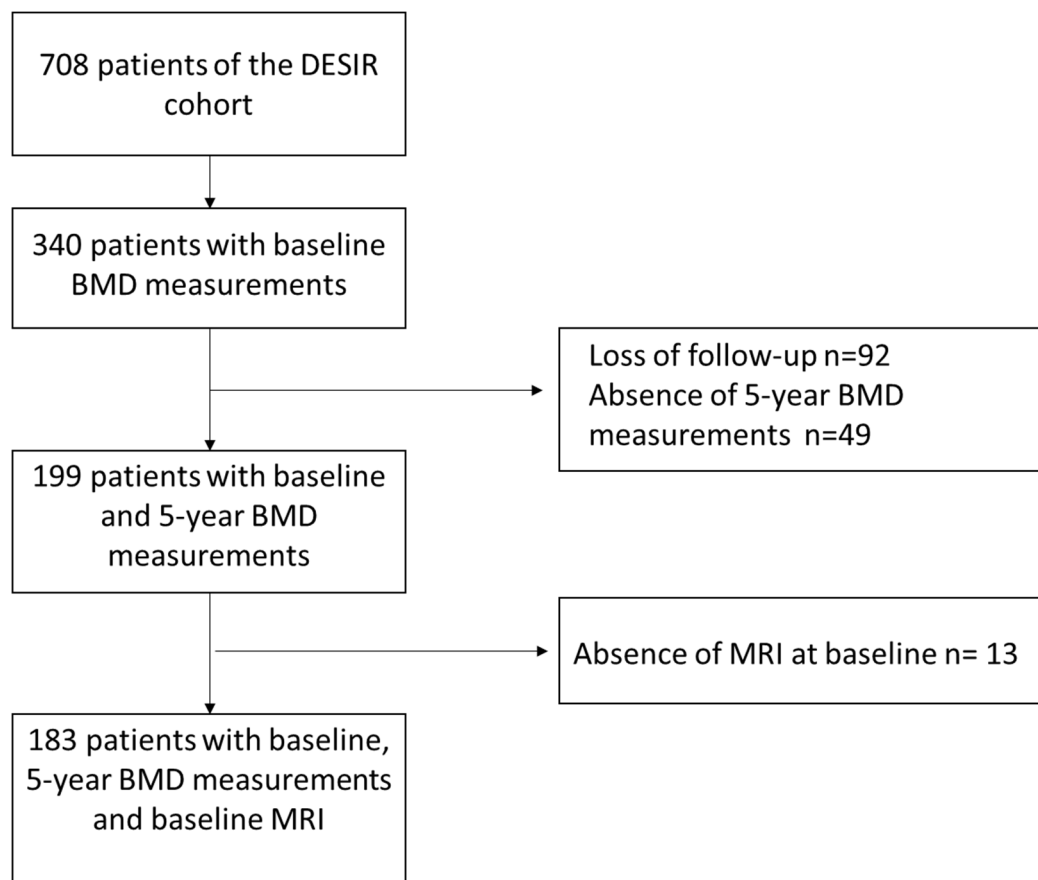 708 patients of the DESIR
cohort
340 patients with baseline
BMD measurements
Loss of follow-up n=92
Absence of 5-year BMD
measurements n=49
199 patients with baseline
and 5-year BMD
measurements
Absence of MRI at baseline n= 13
183 patients with baseline,
5-year BMD measurements
and baseline MRI